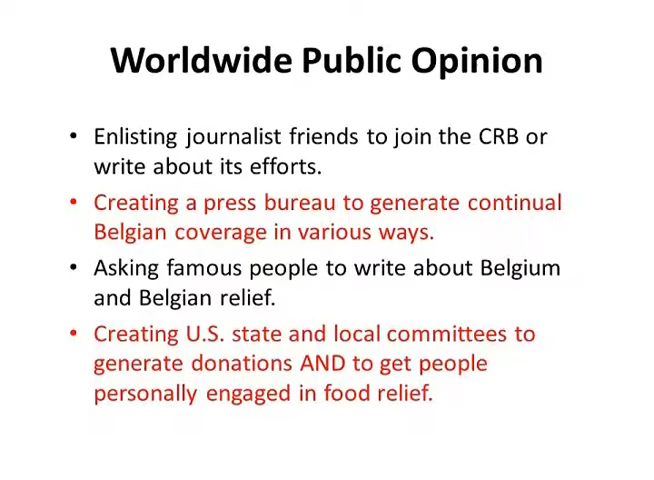 Worldwide Public Opinion
• Enlisting journalist friends to join the CRB or
write about its efforts.
• Creating a press bureau to generate continual
Belgian coverage in various ways.
• Asking famous people to write about Belgium
and Belgian relief.
• Creating U.S. state and local committees to
generate donations AND to get people
personally engaged in food relief.